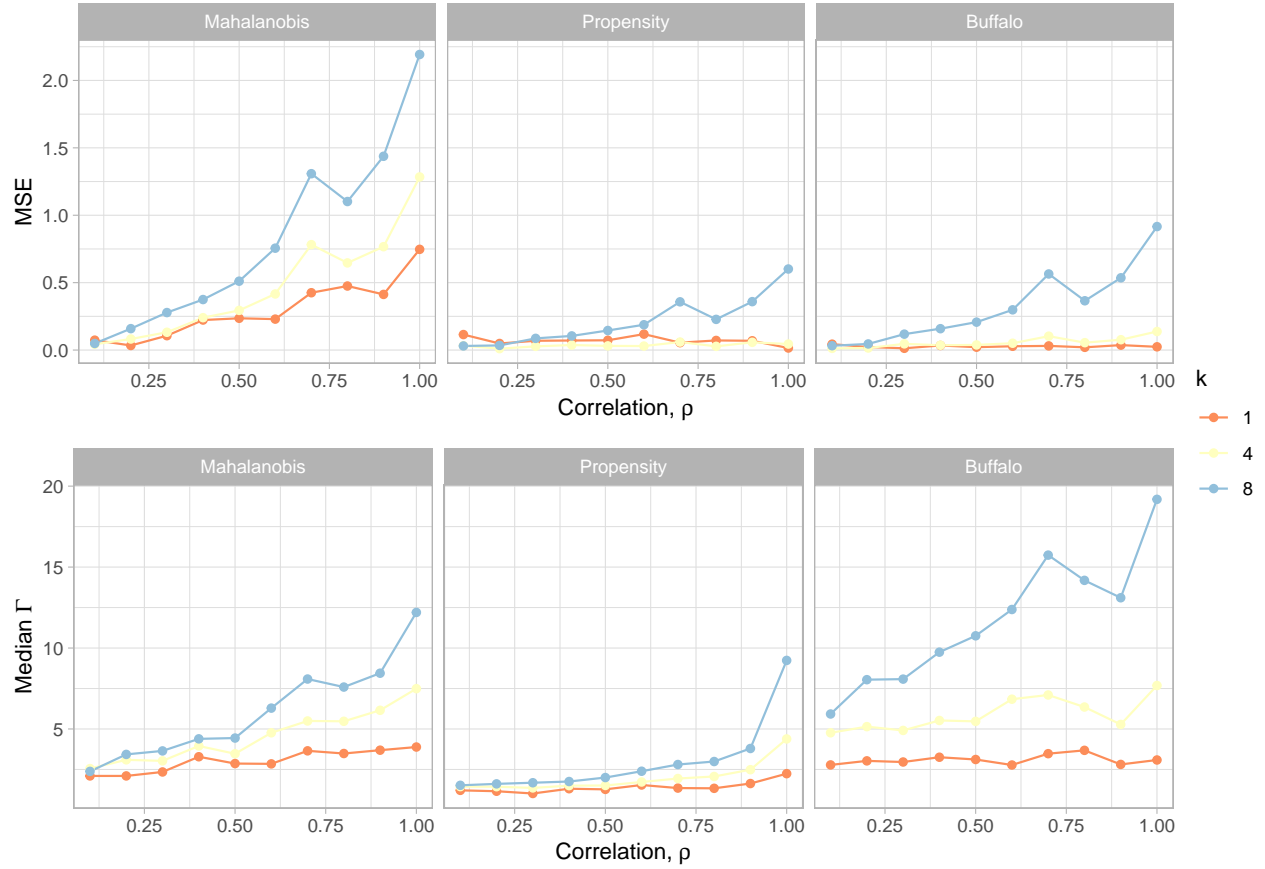 Mahalanobis Propensity Buffalo
2.0
1.5
1.0
0.5
0.0
MSE
0.25 0.50 0.75 1.00 0.25 0.50 0.75 1.00 0.25 0.50 0.75 1.00
Correlation, ρ
k
1
4
8
Mahalanobis Propensity Buffalo
20
15
10
5
Median Γ
0.25 0.50 0.75 1.00 0.25 0.50 0.75 1.00 0.25 0.50 0.75 1.00
Correlation, ρ